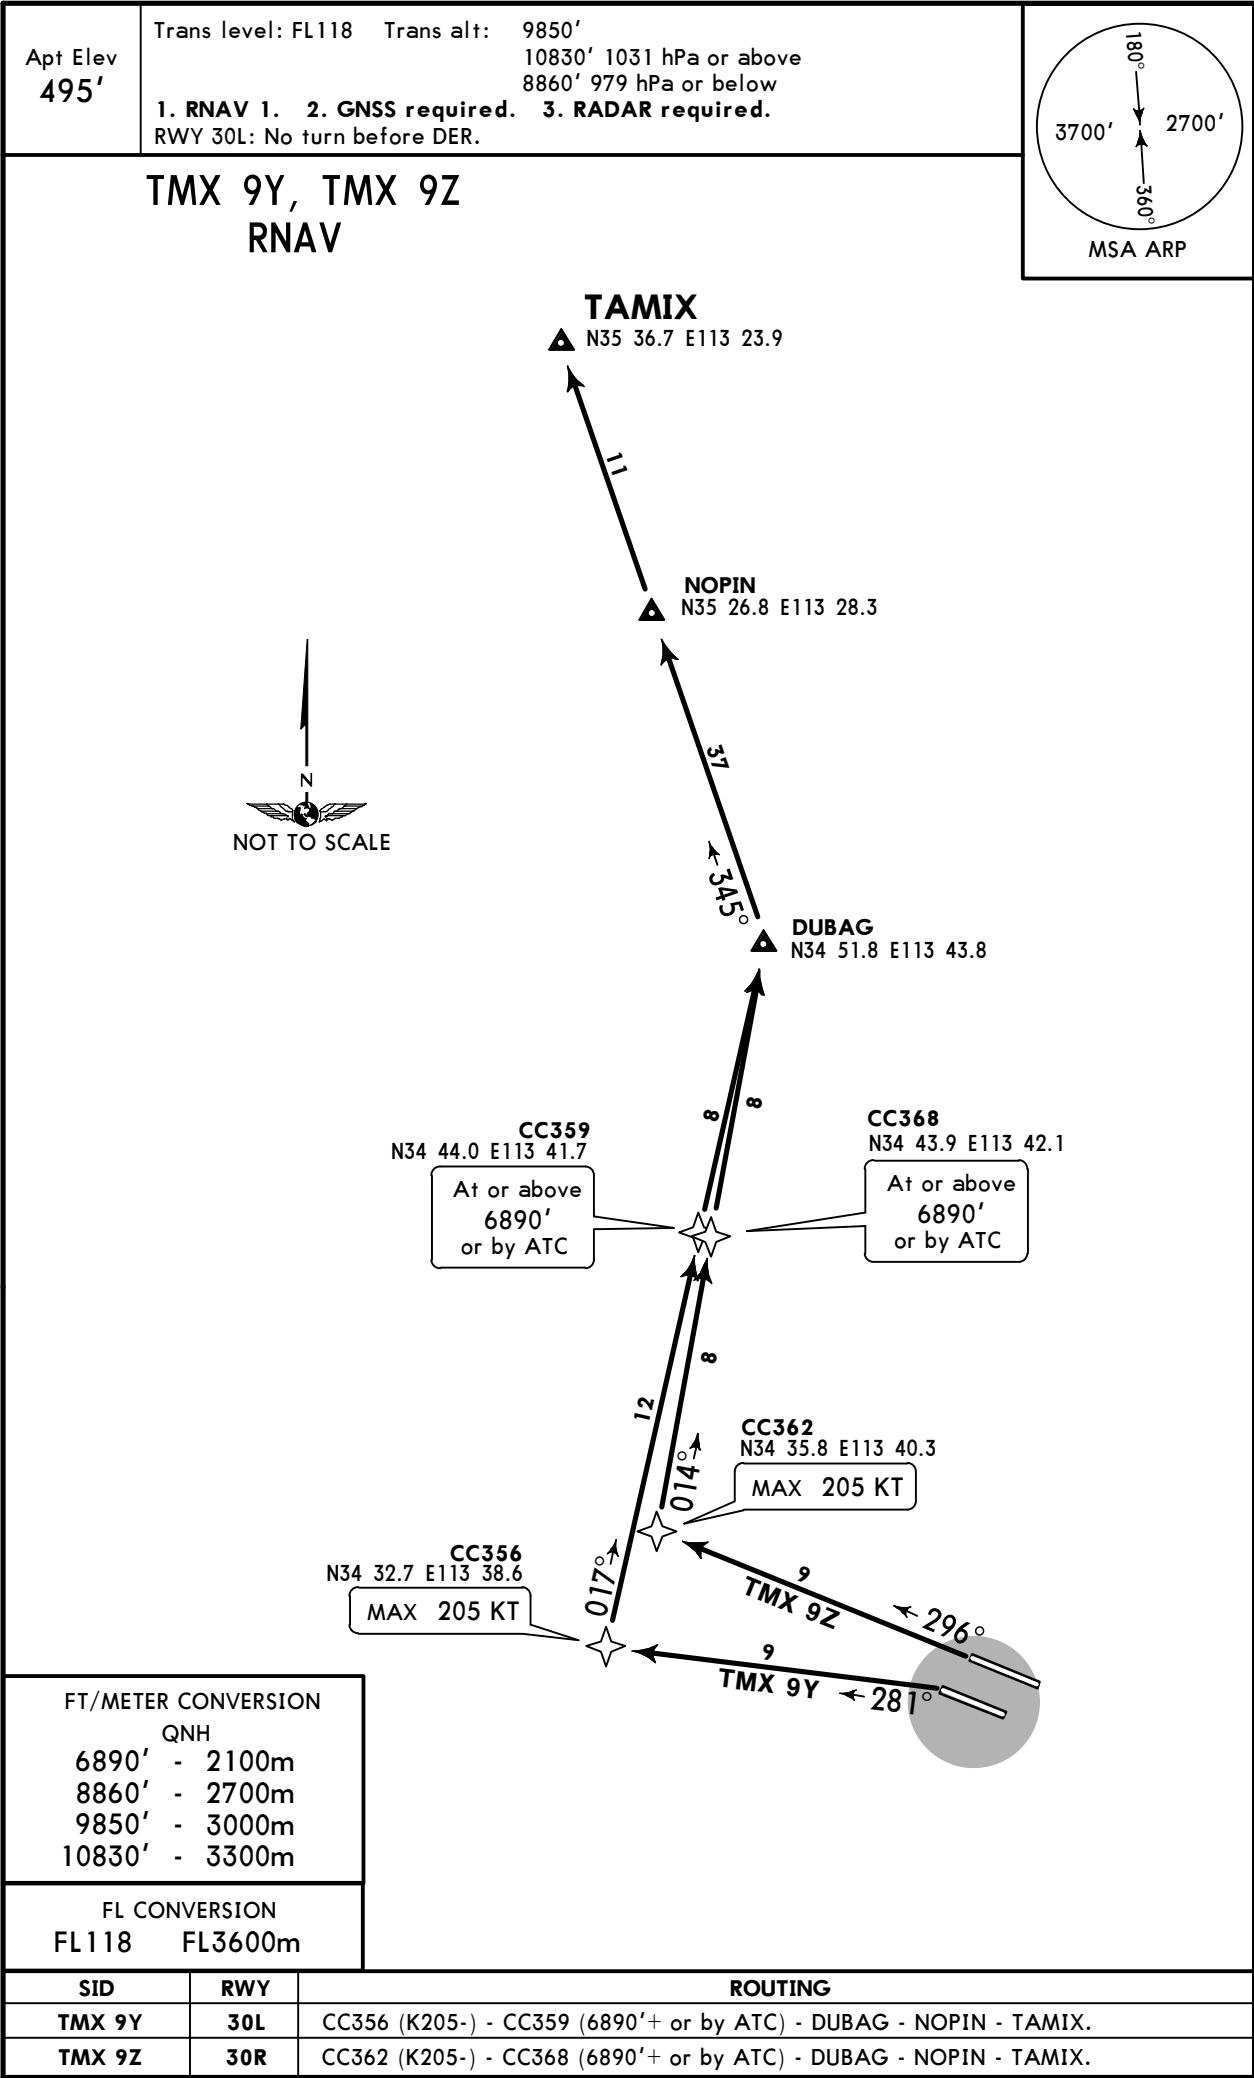 Apt Elev
495'
Trans level: FL118 Trans alt: 9850'
10830' 1031 hPa or above
8860' 979 hPa or below
1. RNAV 1. 2. GNSS required. 3. RADAR required.
RWY 30L: No turn before DER.
180°
3700'
2700'
360°
MSA ARP
TMX 9Y, TMX 9Z
RNAV
TAMIX
N35 36.7 E113 23.9
11
NOPIN
N35 26.8 E113 28.3
37
N
NOT TO SCALE
345°
DUBAG
N34 51.8 E113 43.8
8
8
CC359
N34 44.0 E113 41.7
At or above
6890'
or by ATC
CC368
N34 43.9 E113 42.1
At or above
6890'
or by ATC
12
8
CC362
N34 35.8 E113 40.3
MAX 205 KT
014°
CC356
N34 32.7 E113 38.6
MAX 205 KT
017°
9
TMX 9Z
296°
9
TMX 9Y
281°
FT/METER CONVERSION
QNH
6890' - 2100m
8860' - 2700m
9850' - 3000m
10830' - 3300m
FL CONVERSION
FL118 FL3600m
SID RWY ROUTING
TMX 9Y 30L CC356 (K205-) - CC359 (6890'+ or by ATC) - DUBAG - NOPIN - TAMIX.
TMX 9Z 30R CC362 (K205-) - CC368 (6890'+ or by ATC) - DUBAG - NOPIN - TAMIX.